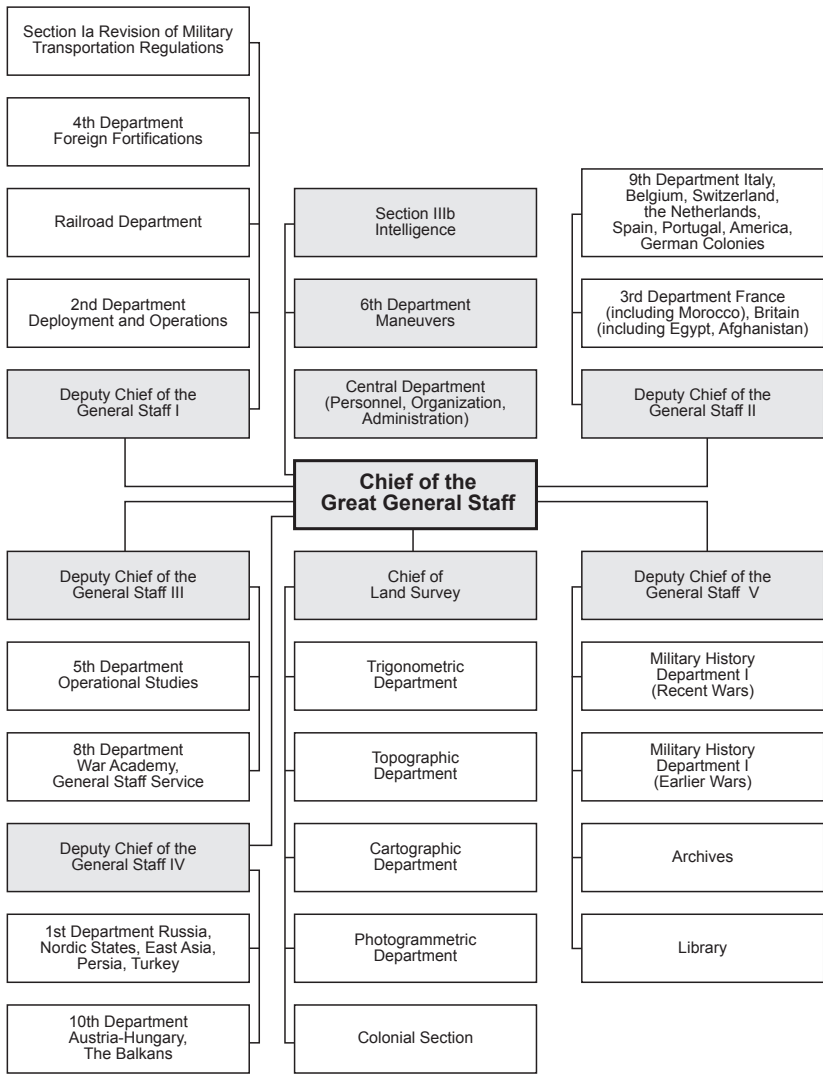 Section Ia Revision of Military
Transportation Regulations
4th Department
Foreign Fortifications
Railroad Department
2nd Department
Deployment and Operations
Deputy Chief of the
General Staff I
Section IIIb
Intelligence
6th Department
Maneuvers
Central Department
(Personnel, Organization,
Administration)
9th Department Italy,
Belgium, Switzerland,
the Netherlands,
Spain, Portugal, America,
German Colonies
3rd Department France
(including Morocco), Britain
(including Egypt, Afghanistan)
Deputy Chief of the
General Staff II
Chief of the
Great General Staff
Deputy Chief of the
General Staff III
5th Department
Operational Studies
8th Department
War Academy,
General Staff Service
Deputy Chief of the
General Staff IV
1st Department Russia,
Nordic States, East Asia,
Persia, Turkey
10th Department
Austria-Hungary,
The Balkans
Chief of
Land Survey
Trigonometric
Department
Topographic
Department
Cartographic
Department
Photogrammetric
Department
Colonial Section
Deputy Chief of the
General Staff V
Military History
Department I
(Recent Wars)
Military History
Department I
(Earlier Wars)
Archives
Library